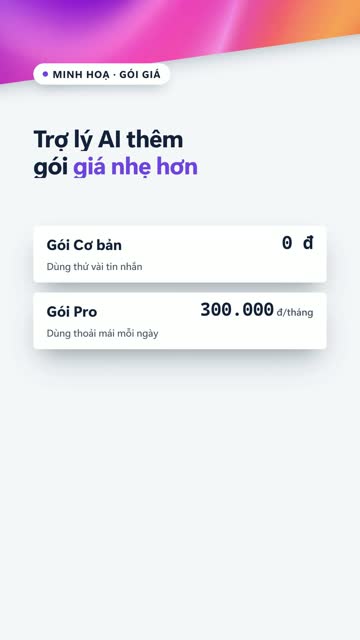 MINH HOẠ · GÓI GIÁ
Trợ lý AI thêm
gói giá nhẹ hơn
Gói Cơ bản
0 đ
Dùng thử vài tin nhắn
Gói Pro
300.000 đ/tháng
Dùng thoải mái mỗi ngày